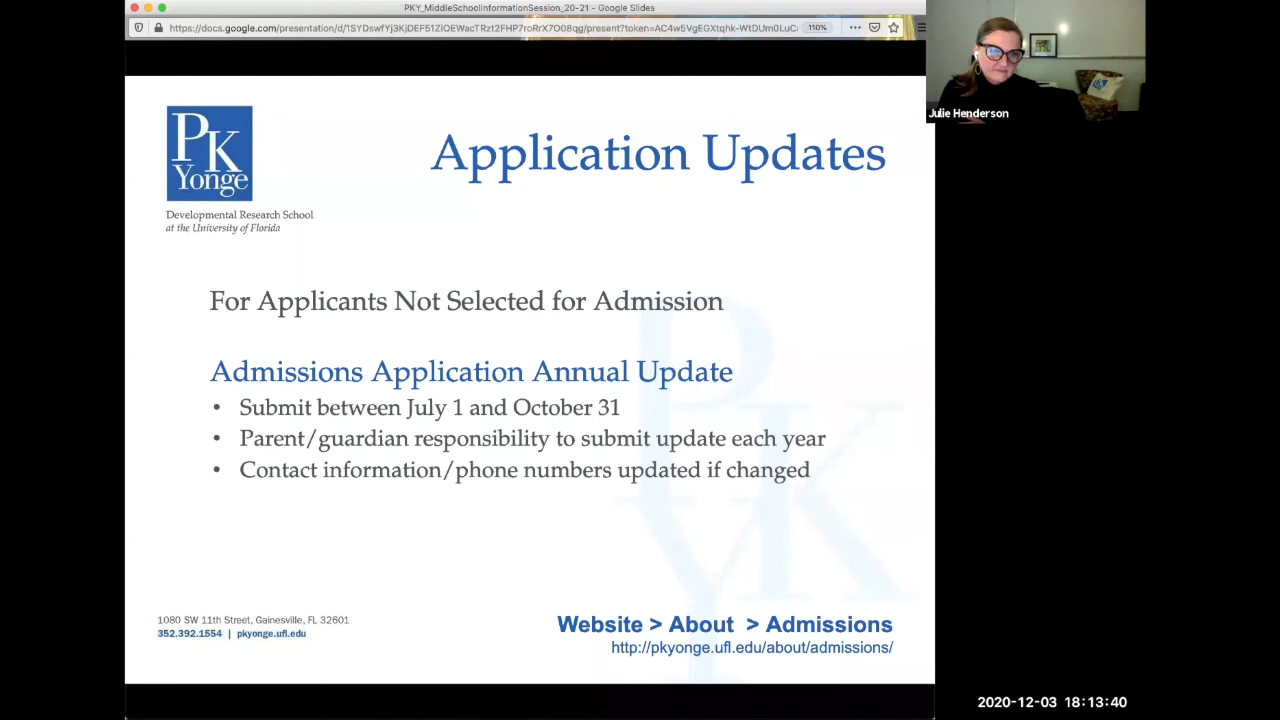 PKY_MiddleSchoolInformationSession_20-21 - Google Slides
110%
Julie Henderson
PK
Yonge
Developmental Research School
at the University of Florida
Application Updates
For Applicants Not Selected for Admission
Admissions Application Annual Update
• Submit between July 1 and October 31
• Parent/guardian responsibility to submit update each year
• Contact information/phone numbers updated if changed
1080 SW 11th Street, Gainesville, FL 32601
352.392.1554 | pkyonge.ufl.edu
Website > About > Admissions
http://pkyonge.ufl.edu/about/admissions/
2020-12-03 18:13:40